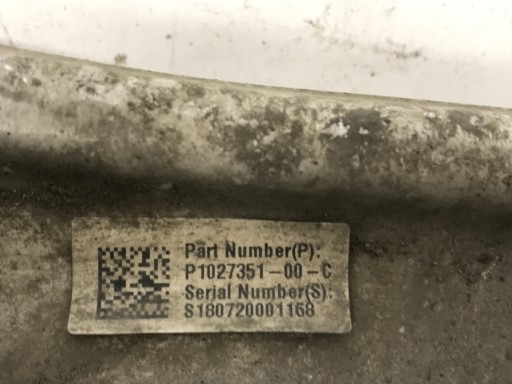 Part Number(P):
P1027351-00-C
Serial Number(S):
S180720001168